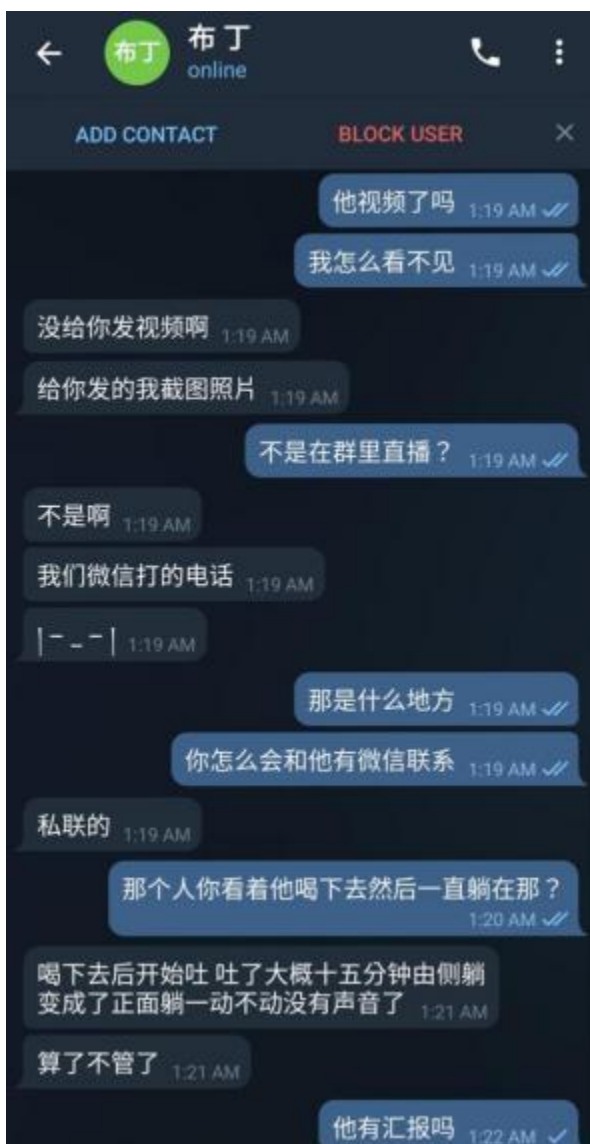 布丁
布丁
online
ADD CONTACT
BLOCK USER
他视频了吗 1:19 AM
我怎么看不见 1:19 AM
没给你发视频啊 1:19 AM
给你发的我截图照片 1:19 AM
不是在群里直播？ 1:19 AM
不是啊 1:19 AM
我们微信打的电话 1:19 AM
|－_－| 1:19 AM
那是什么地方 1:19 AM
你怎么会和他有微信联系 1:19 AM
私联的 1:19 AM
那个人你看着他喝下去然后一直躺在那？
1:20 AM
喝下去后开始吐 吐了大概十五分钟由侧躺
变成了正面躺一动不动没有声音了 1:21 AM
算了不管了 1:21 AM
他有汇报吗 1:22 AM